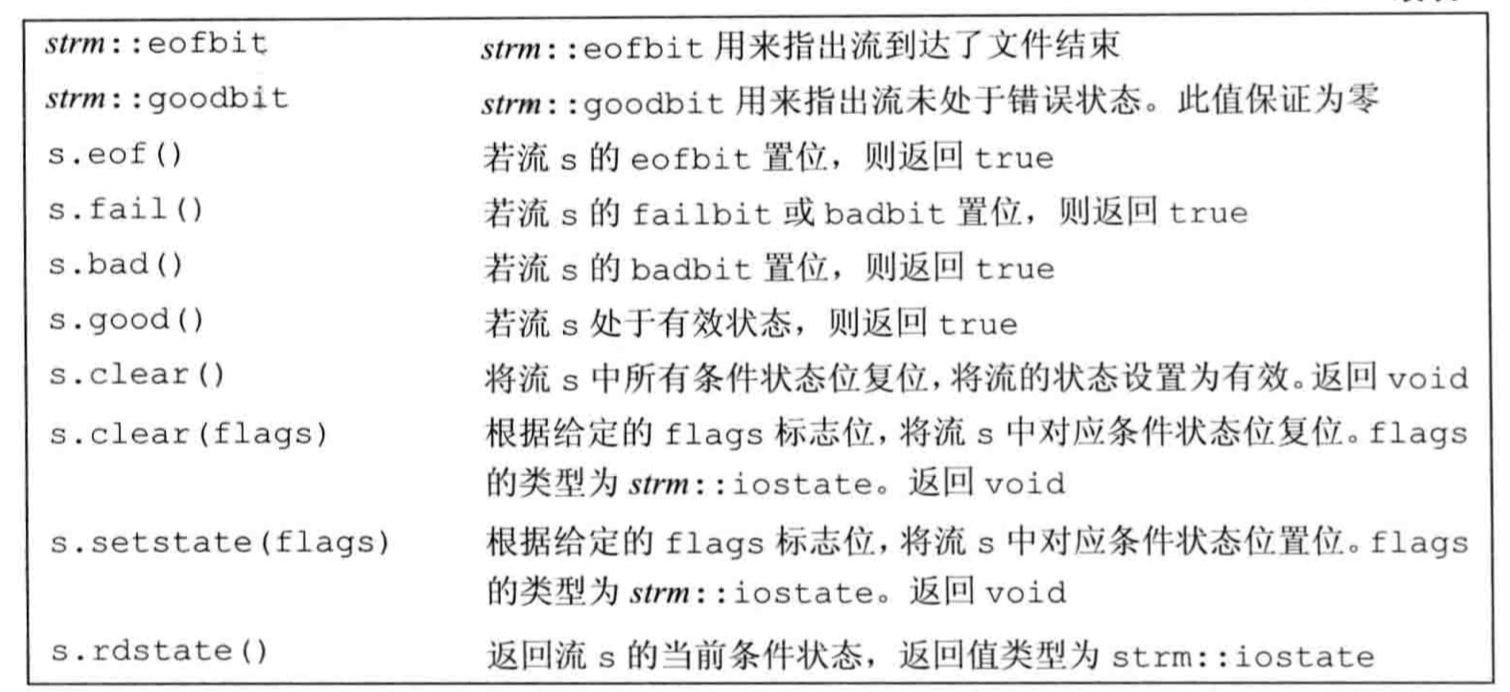 strm::eofbit strm::eofbit 用来指出流到达了文件结束
strm::goodbit strm::goodbit 用来指出流未处于错误状态。此值保证为零
s.eof() 若流 s 的 eofbit 置位，则返回 true
s.fail() 若流 s 的 failbit 或 badbit 置位，则返回 true
s.bad() 若流 s 的 badbit 置位，则返回 true
s.good() 若流 s 处于有效状态，则返回 true
s.clear() 将流 s 中所有条件状态位复位，将流的状态设置为有效。返回 void
s.clear(flags) 根据给定的 flags 标志位，将流 s 中对应条件状态位复位。flags
的类型为 strm::iostate。返回 void
s.setstate(flags) 根据给定的 flags 标志位，将流 s 中对应条件状态位置位。flags
的类型为 strm::iostate。返回 void
s.rdstate() 返回流 s 的当前条件状态，返回值类型为 strm::iostate